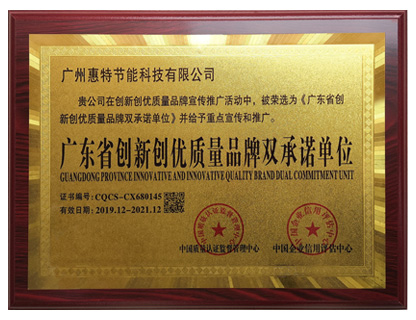 广州惠特节能科技有限公司
贵公司在创新创优质量品牌宣传推广活动中，被荣选为《广东省创
新创优质量品牌双承诺单位》并给予重点宣传和推广。
广东省创新创优质量品牌双承诺单位
GUANGDONG PROVINCE INNOVATIVE AND INNOVATIVE QUALITY BRAND DUAL COMMITMENT UNIT
证书编号：CQCS-CX680145
有效日期：2019.12-2021.12
中国质量认证监督管理中心
中国企业信用评估中心